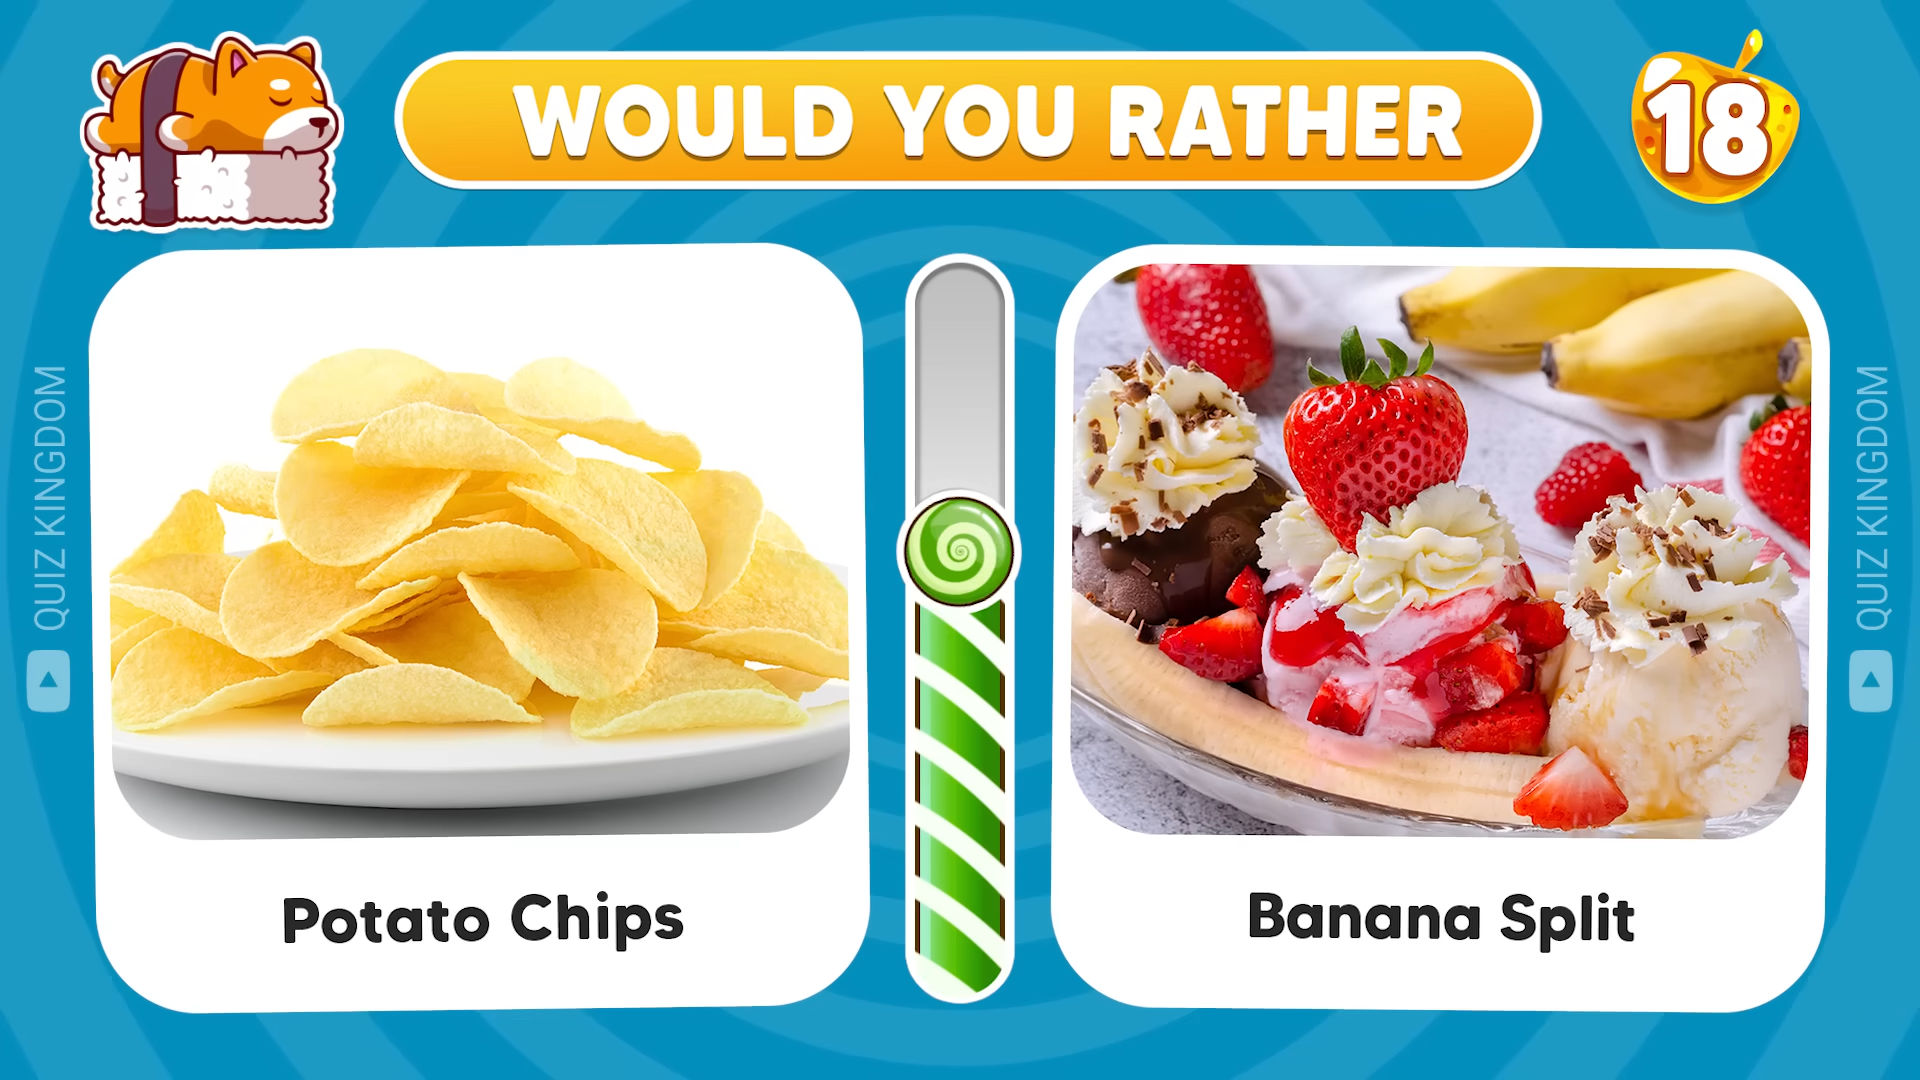 WOULD YOU RATHER
18
QUIZ KINGDOM
QUIZ KINGDOM
Potato Chips
Banana Split